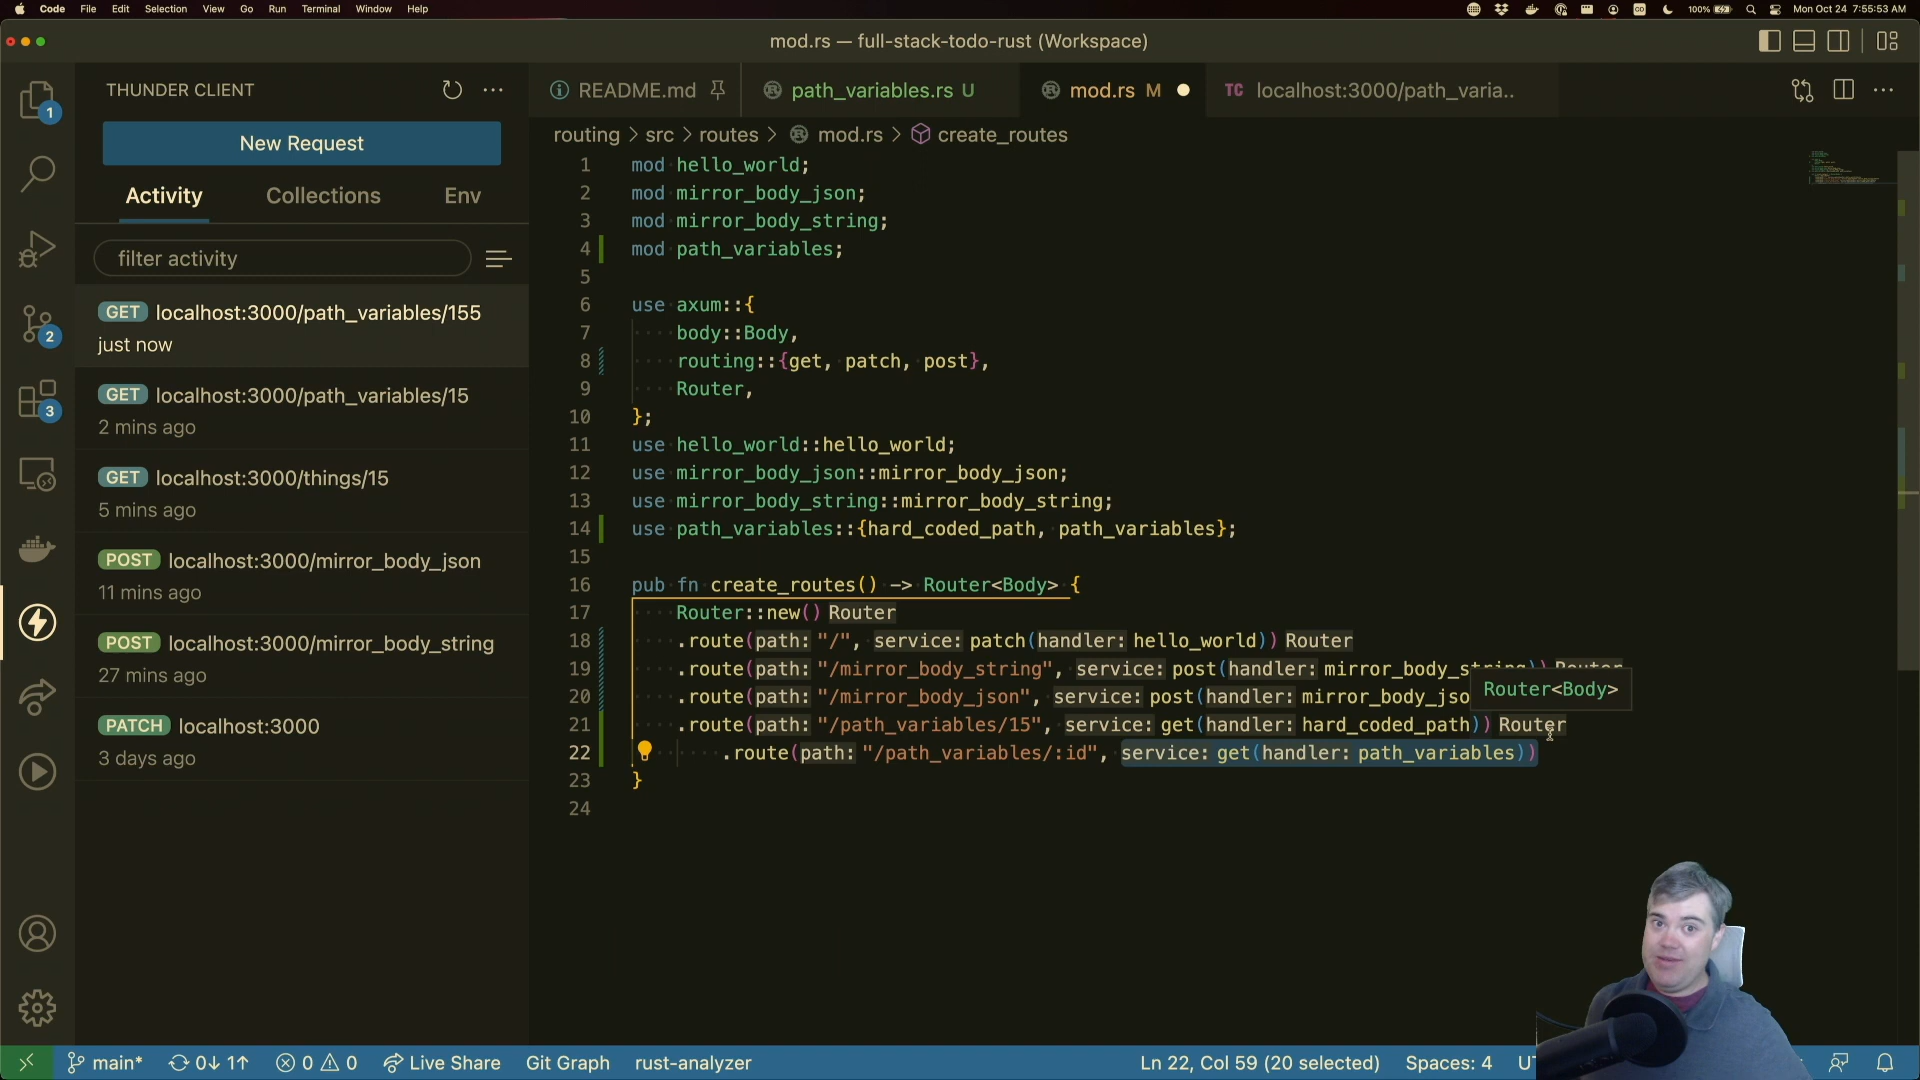 Code File Edit Selection View Go Run Terminal Window Help
100% Mon Oct 24 7:55:53 AM
mod.rs — full-stack-todo-rust (Workspace)
THUNDER CLIENT
New Request
Activity Collections Env
filter activity
GET localhost:3000/path_variables/155
just now
GET localhost:3000/path_variables/15
2 mins ago
GET localhost:3000/things/15
5 mins ago
POST localhost:3000/mirror_body_json
11 mins ago
POST localhost:3000/mirror_body_string
27 mins ago
PATCH localhost:3000
3 days ago
1
2
3
README.md path_variables.rs U mod.rs M TC localhost:3000/path_varia..
routing > src > routes > mod.rs > create_routes
1 mod hello_world;
2 mod mirror_body_json;
3 mod mirror_body_string;
4 mod path_variables;
5
6 use axum::{
7 body::Body,
8 routing::{get, patch, post},
9 Router,
10 };
11 use hello_world::hello_world;
12 use mirror_body_json::mirror_body_json;
13 use mirror_body_string::mirror_body_string;
14 use path_variables::{hard_coded_path, path_variables};
15
16 pub fn create_routes() -> Router<Body> {
17 Router::new() Router
18 .route(path: "/", service: patch(handler: hello_world)) Router
19 .route(path: "/mirror_body_string", service: post(handler: mirror_body_string)) Router
20 .route(path: "/mirror_body_json", service: post(handler: mirror_body_jso
Router<Body>
21 .route(path: "/path_variables/15", service: get(handler: hard_coded_path)) Router
22 .route(path: "/path_variables/:id", service: get(handler: path_variables))
23 }
24
main* 0↓ 1↑ 0 0 Live Share Git Graph rust-analyzer
Ln 22, Col 59 (20 selected) Spaces: 4